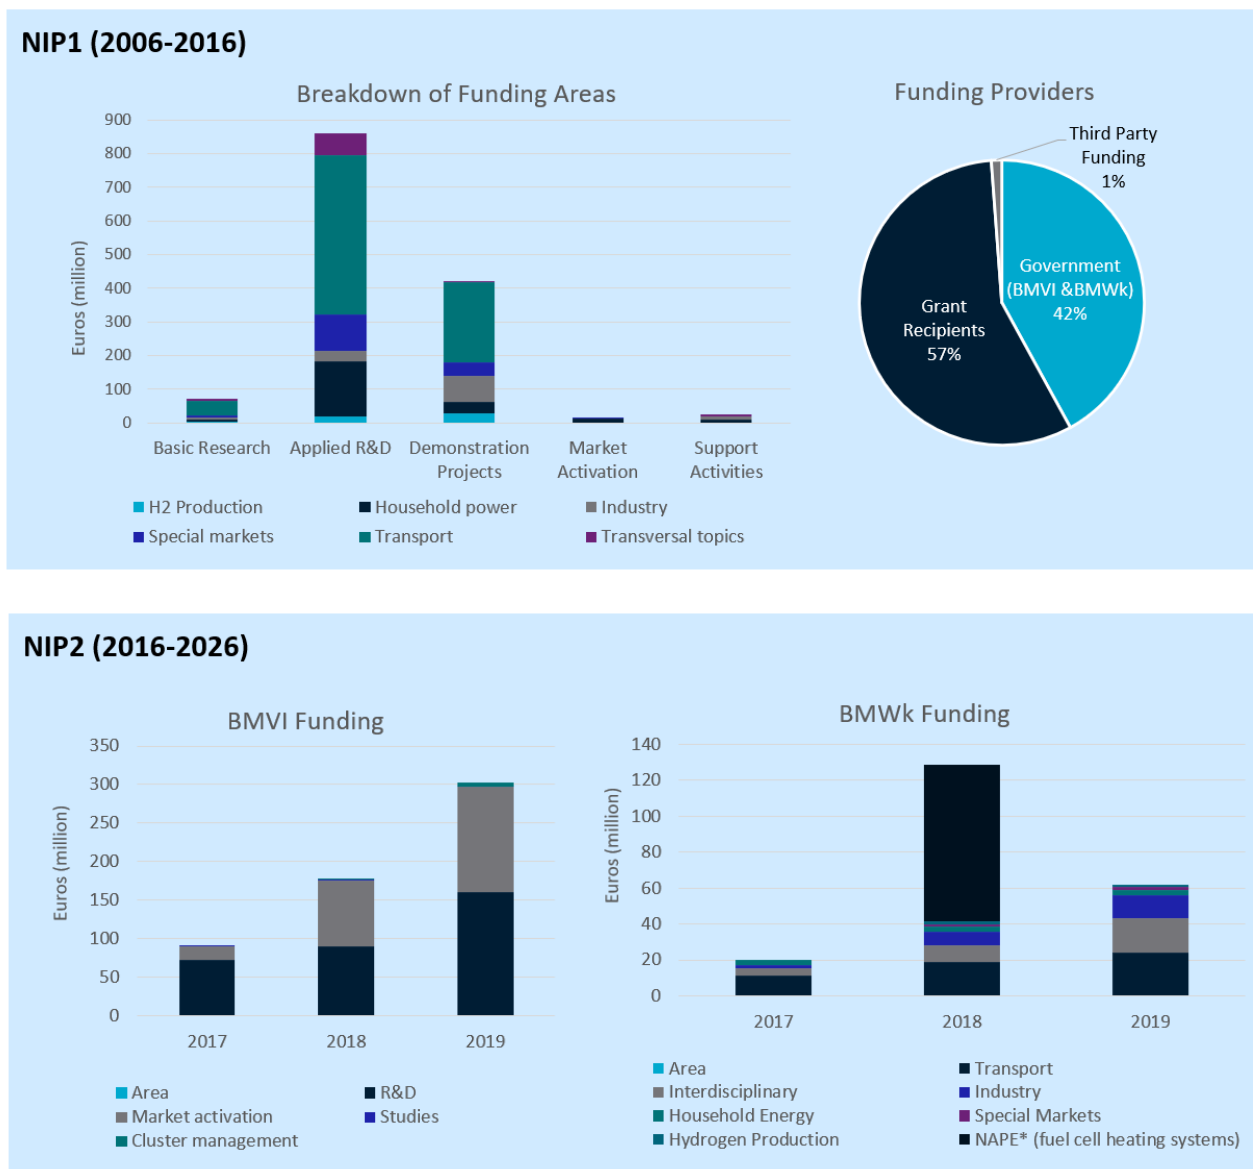 NIP1 (2006-2016)
Breakdown of Funding Areas
900
800
700
600
500
400
300
200
100
0
Euros (million)
Basic Research
Applied R&D
Demonstration
Projects
Market
Activation
Support
Activities
H2 Production
Household power
Industry
Special markets
Transport
Transversal topics
Funding Providers
Third Party
Funding
1%
Government
(BMVI &BMWk)
42%
Grant
Recipients
57%
NIP2 (2016-2026)
BMVI Funding
350
300
250
200
150
100
50
0
Euros (million)
2017
2018
2019
Area
R&D
Market activation
Studies
Cluster management
BMWk Funding
140
120
100
80
60
40
20
0
Euros (million)
2017
2018
2019
Area
Transport
Interdisciplinary
Industry
Household Energy
Special Markets
Hydrogen Production
NAPE* (fuel cell heating systems)